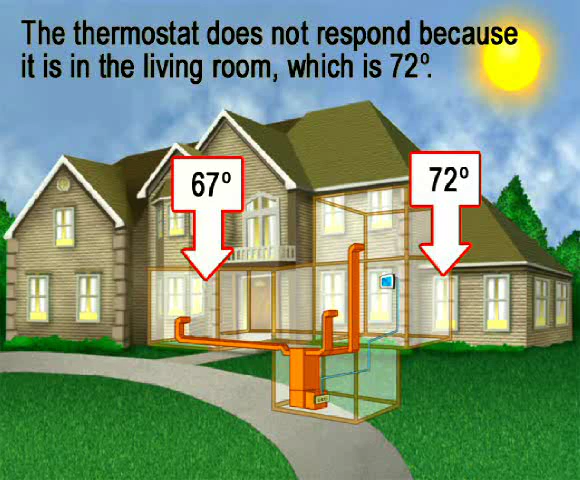 The thermostat does not respond because
it is in the living room, which is 72º.
67º
72º